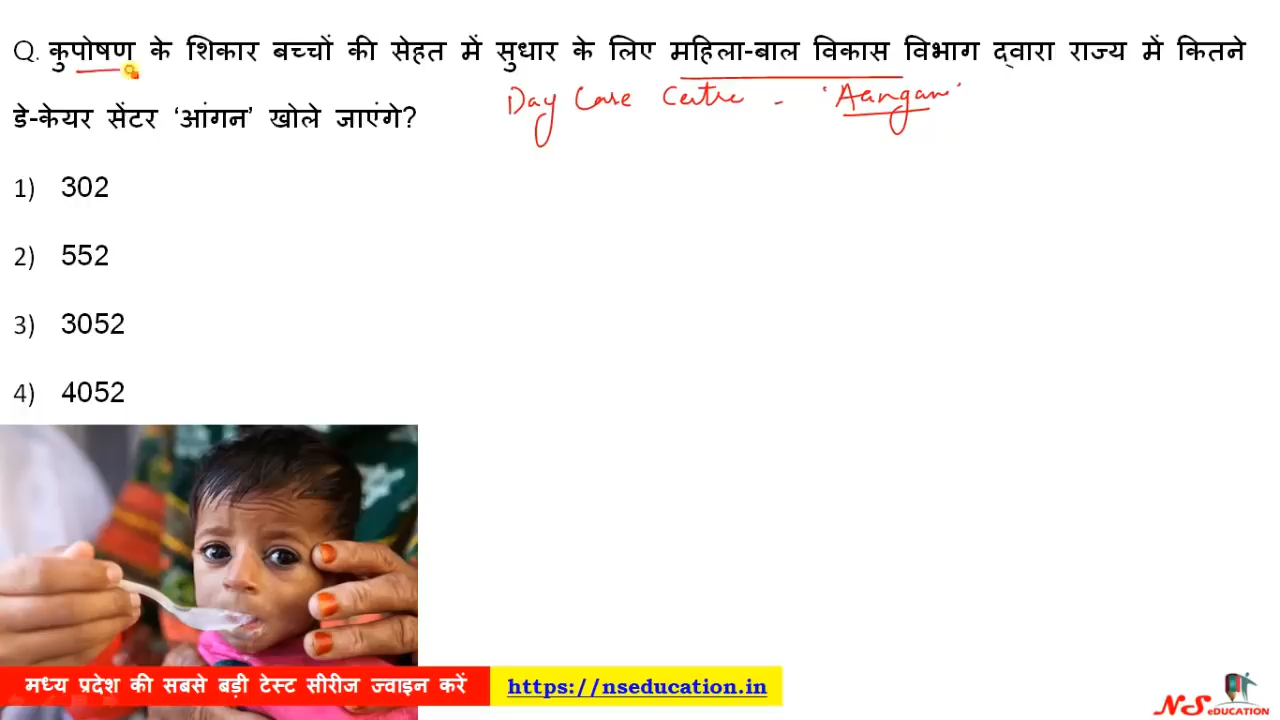 Q. कुपोषण के शिकार बच्चों की सेहत में सुधार के लिए महिला-बाल विकास विभाग द्वारा राज्य में कितने
Day Care Centre - 'Aangan'
डे-केयर सेंटर 'आंगन' खोले जाएंगे?
1) 302
2) 552
3) 3052
4) 4052
मध्य प्रदेश की सबसे बड़ी टेस्ट सीरीज ज्वाइन करें https://nseducation.in
NS eDUCATION